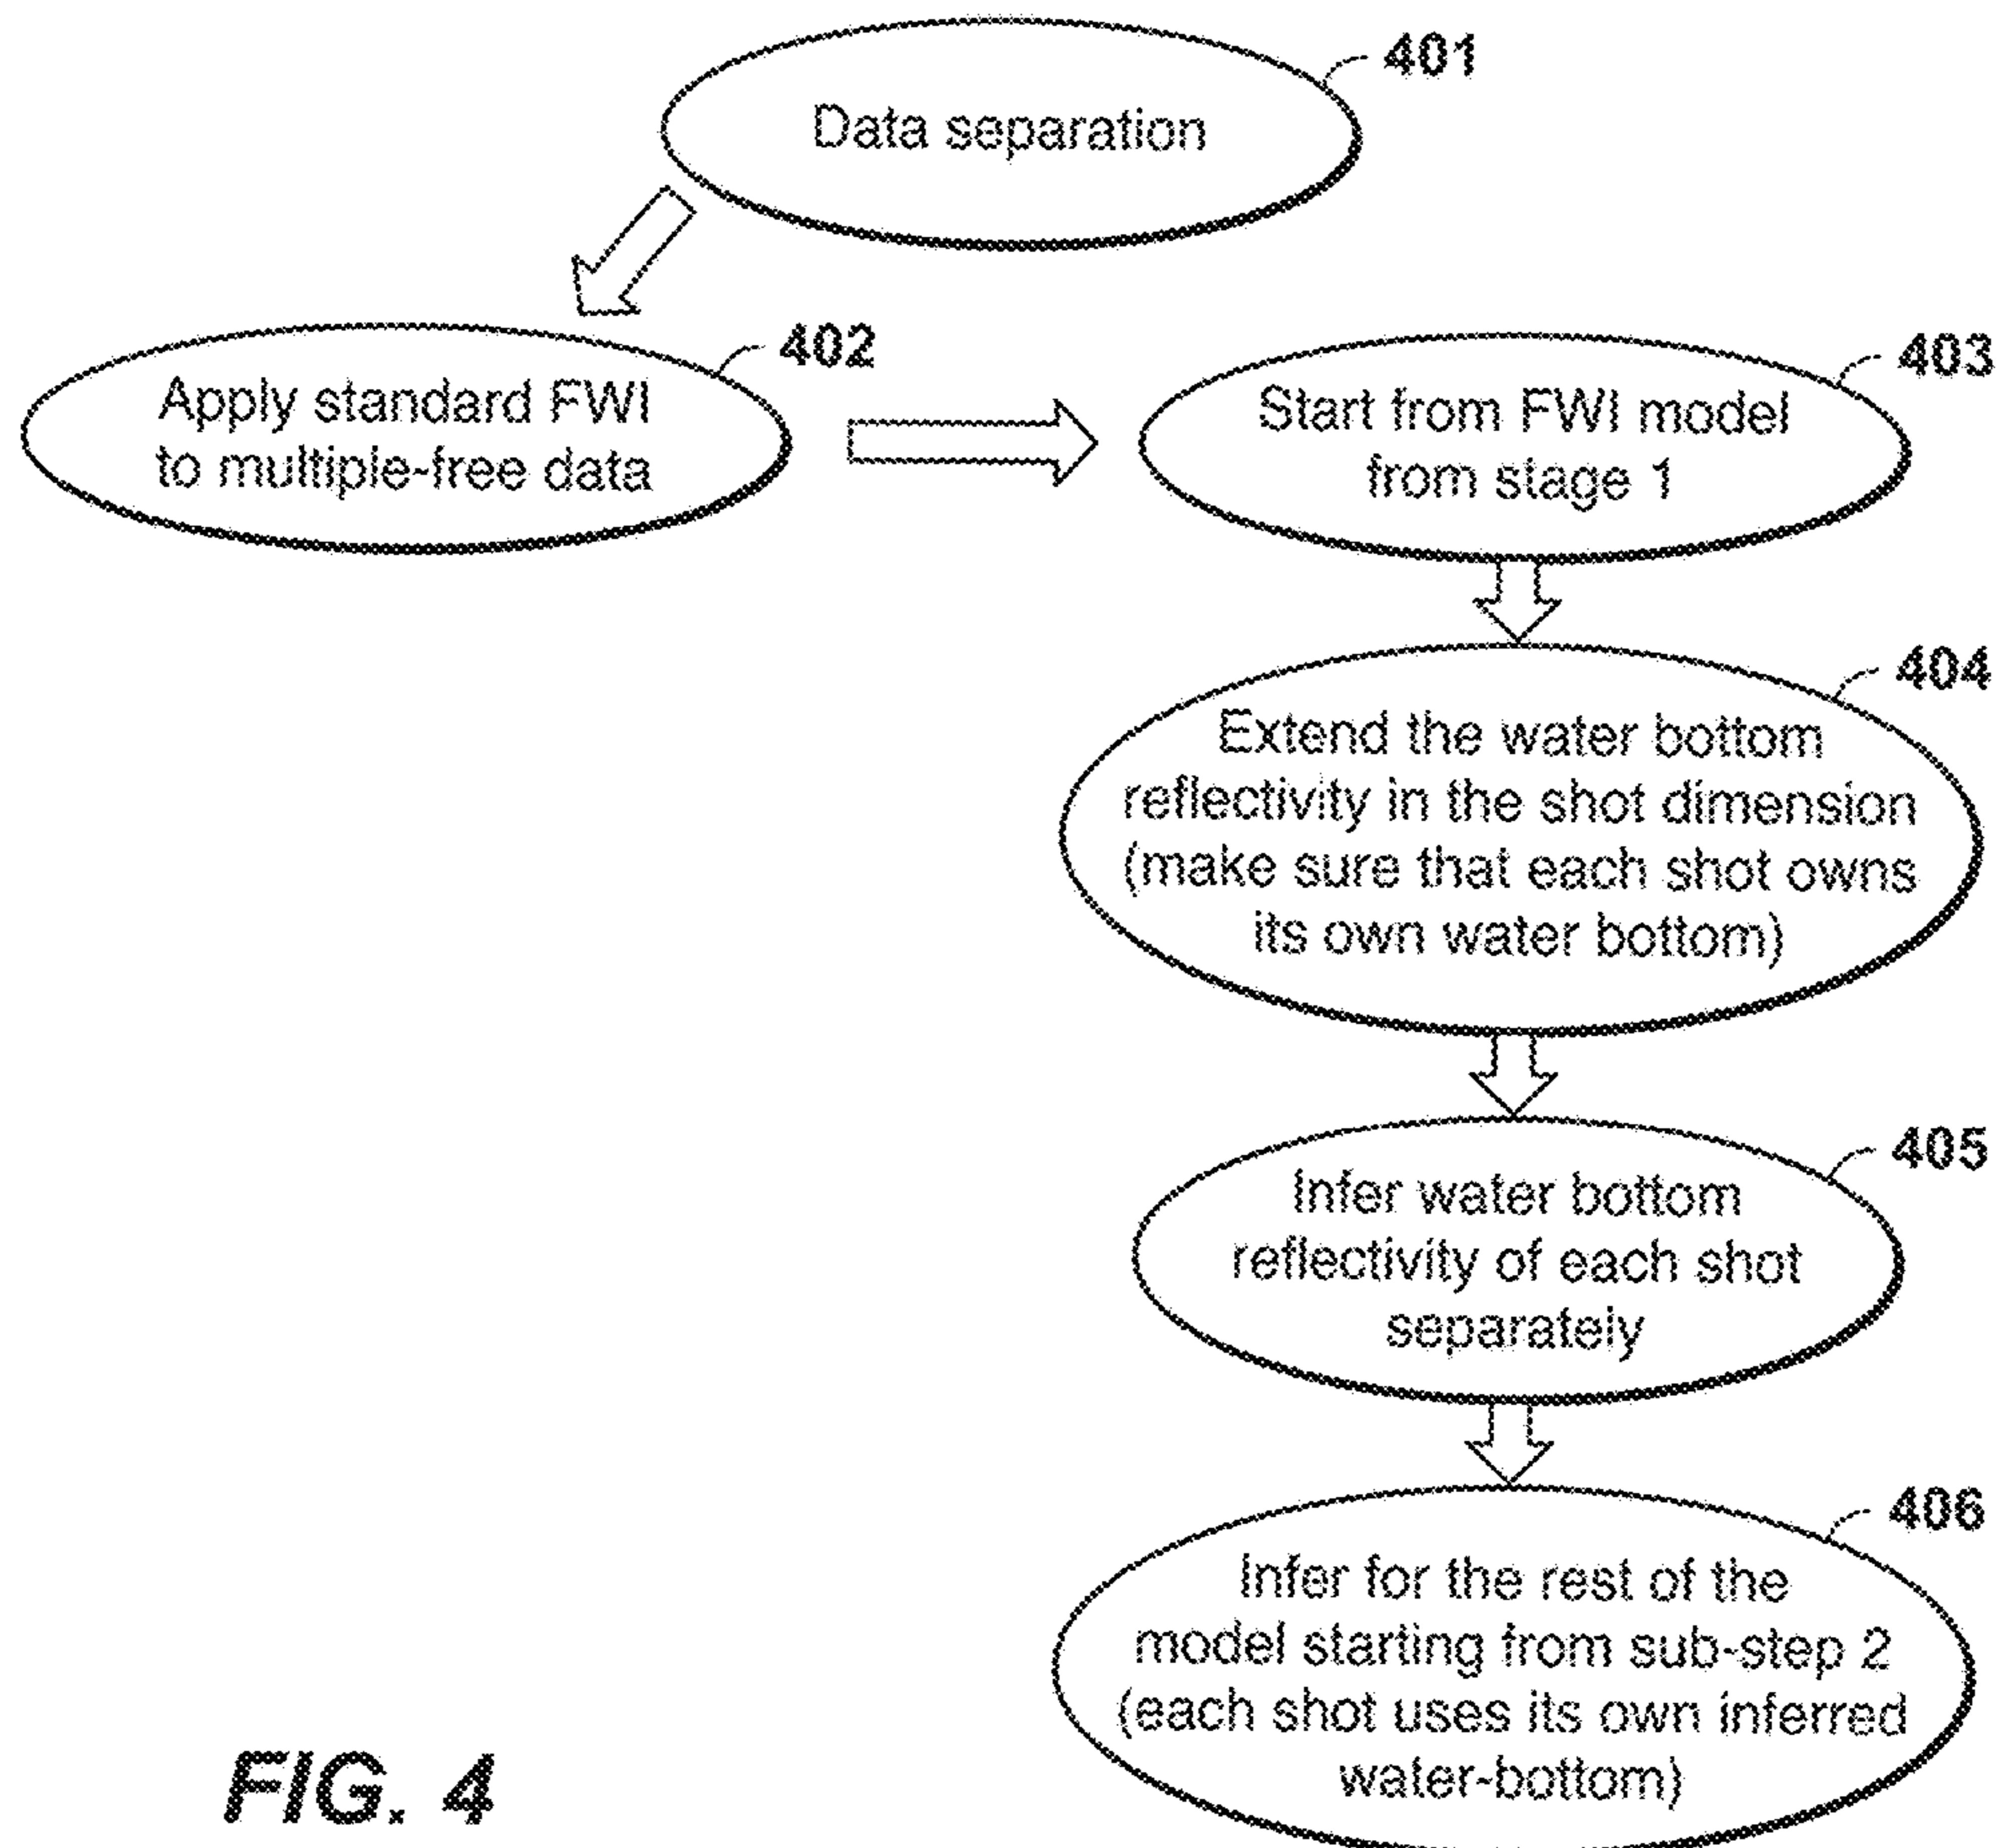 401
Data separation
402
Apply standard FWI
to multiple-free data
403
Start from FWI model
from stage 1
404
Extend the water bottom
reflectivity in the shot dimension
(make sure that each shot owns
its own water bottom)
405
Infer water bottom
reflectivity of each shot
separately
406
Infer for the rest of the
model starting from sub-step 2
(each shot uses its own inferred
water-bottom)
FIG. 4